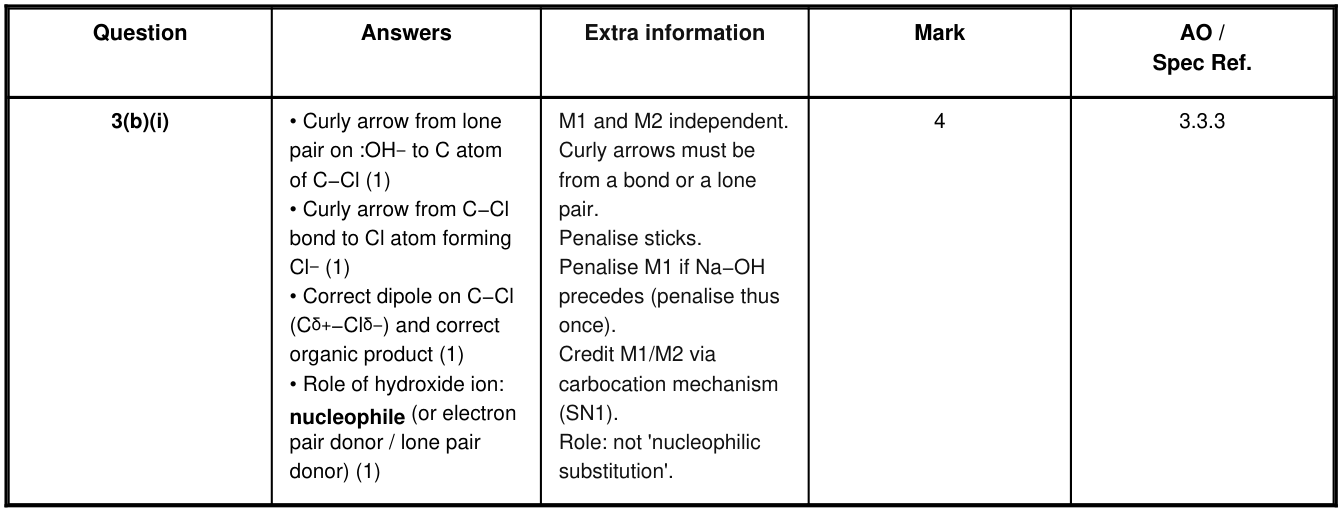 Question Answers Extra information Mark AO /
Spec Ref.
3(b)(i)
• Curly arrow from lone
pair on :OH− to C atom
of C−Cl (1)
• Curly arrow from C−Cl
bond to Cl atom forming
Cl− (1)
• Correct dipole on C−Cl
(Cδ+−Clδ−) and correct
organic product (1)
• Role of hydroxide ion:
nucleophile (or electron
pair donor / lone pair
donor) (1)
M1 and M2 independent.
Curly arrows must be
from a bond or a lone
pair.
Penalise sticks.
Penalise M1 if Na−OH
precedes (penalise thus
once).
Credit M1/M2 via
carbocation mechanism
(SN1).
Role: not 'nucleophilic
substitution'.
4
3.3.3